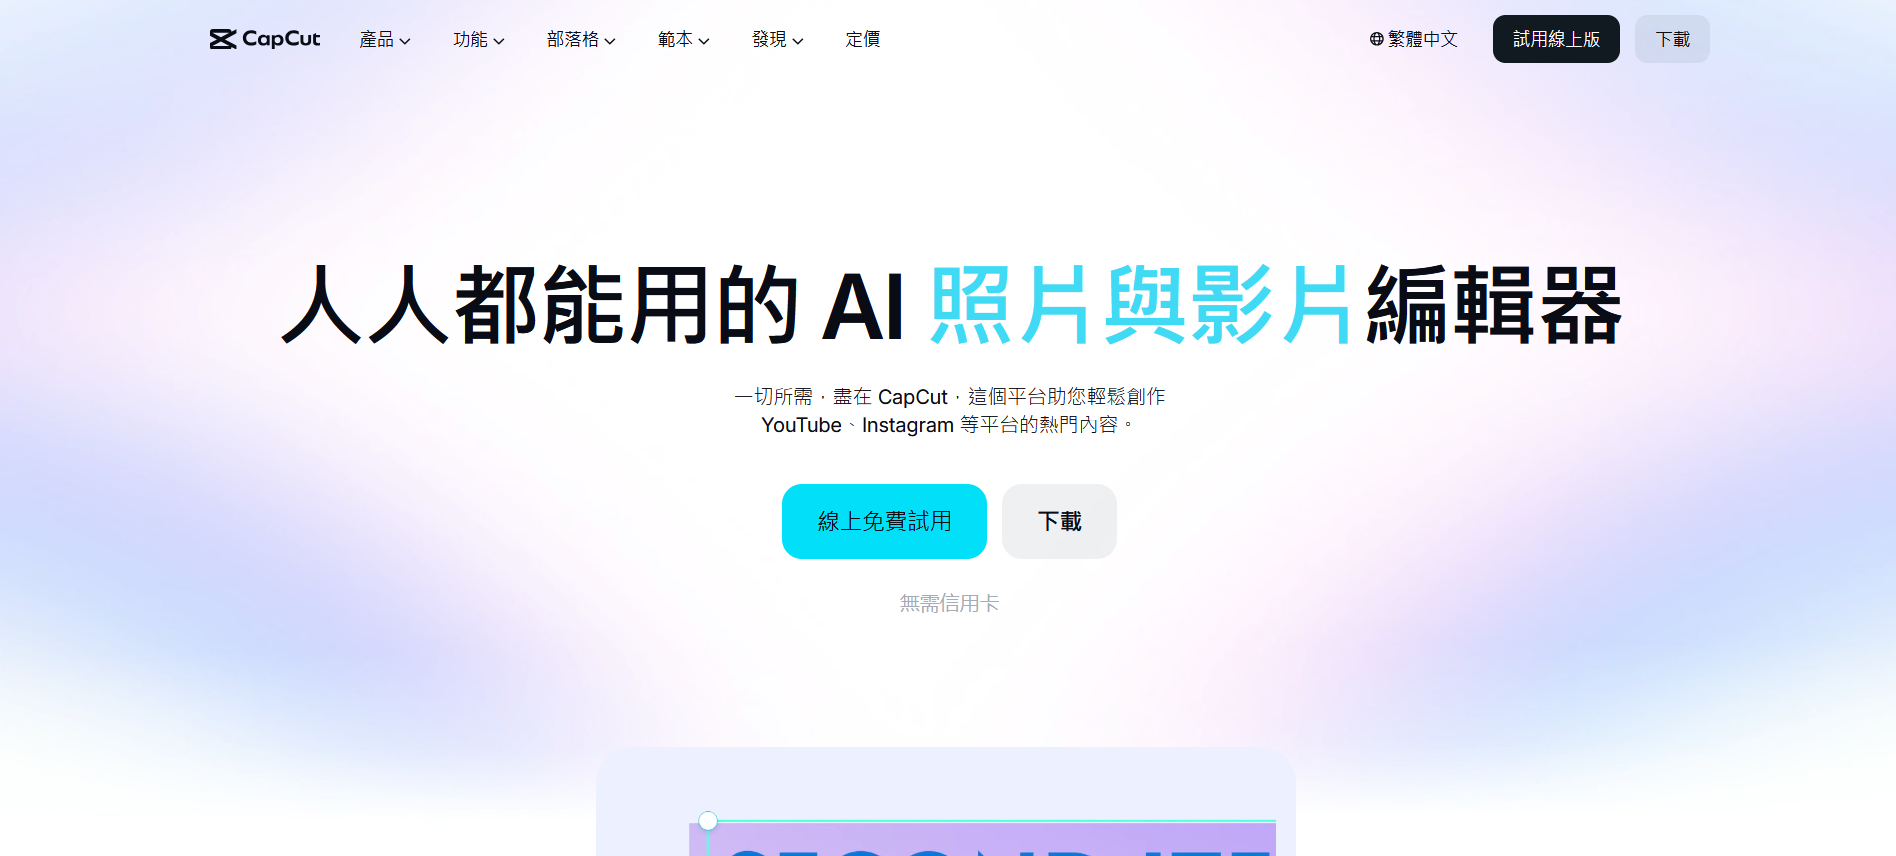 CapCut 產品 功能 部落格 範本 發現 定價 繁體中文 試用線上版 下載
人人都能用的 AI 照片與影片編輯器
一切所需，盡在 CapCut，這個平台助您輕鬆創作
YouTube、Instagram 等平台的熱門內容。
線上免費試用 下載
無需信用卡